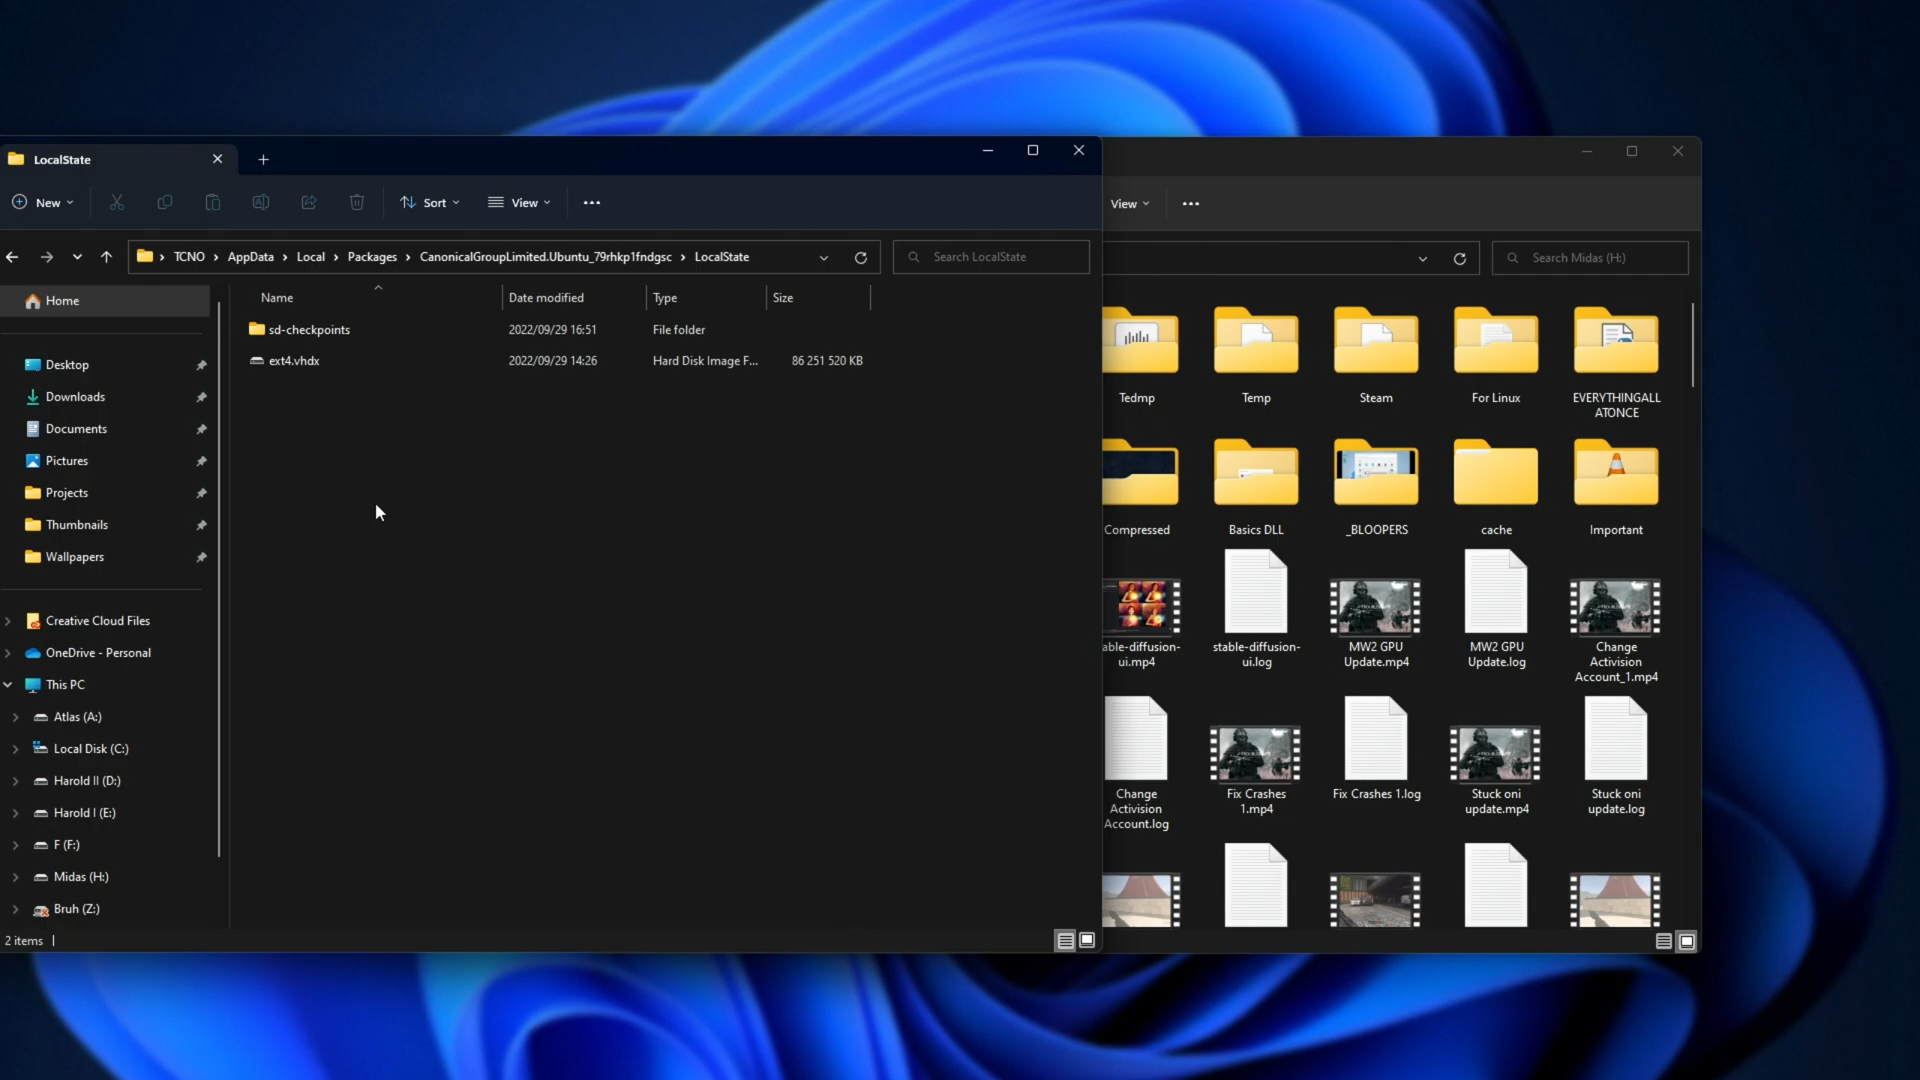 LocalState
New
Sort
View
TCNO
AppData
Local
Packages
CanonicalGroupLimited.Ubuntu_79rhkp1fndgsc
LocalState
Search LocalState
Home
Desktop
Downloads
Documents
Pictures
Projects
Thumbnails
Wallpapers
Creative Cloud Files
OneDrive - Personal
This PC
Atlas (A:)
Local Disk (C:)
Harold II (D:)
Harold I (E:)
F (F:)
Midas (H:)
Bruh (Z:)
Name Date modified Type Size
sd-checkpoints 2022/09/29 16:51 File folder
ext4.vhdx 2022/09/29 14:26 Hard Disk Image F... 86 251 520 KB
2 items
View
Search Midas (H:)
Tedmp
Temp
Steam
For Linux
EVERYTHINGALL
ATONCE
Compressed
Basics DLL
_BLOOPERS
cache
Important
able-diffusion-
ui.mp4
stable-diffusion-
ui.log
MW2 GPU
Update.mp4
MW2 GPU
Update.log
Change
Activision
Account_1.mp4
Change
Activision
Account.log
Fix Crashes
1.mp4
Fix Crashes 1.log
Stuck oni
update.mp4
Stuck oni
update.log